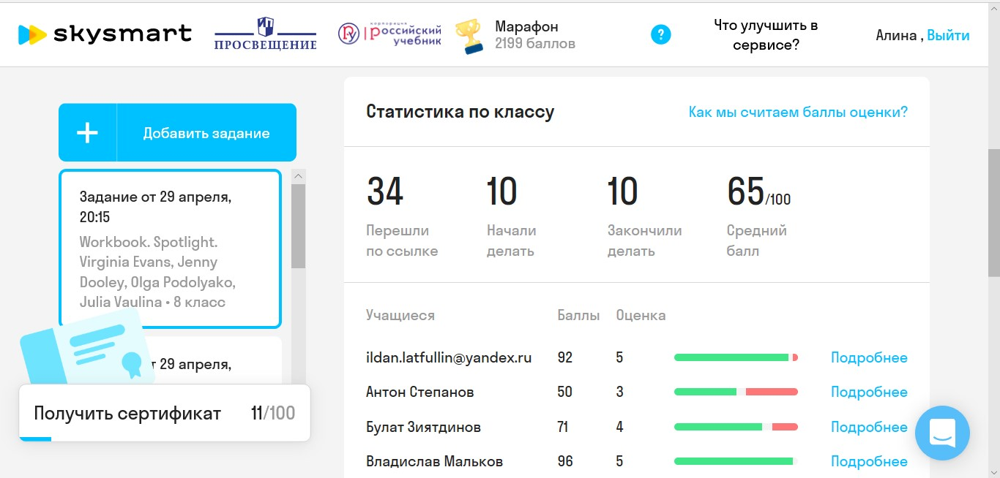 skysmart
ПРОСВЕЩЕНИЕ
корпорация
российский
учебник
Марафон
2199 баллов
?
Что улучшить в
сервисе?
Алина , Выйти
Добавить задание
Задание от 29 апреля,
20:15
Workbook. Spotlight.
Virginia Evans, Jenny
Dooley, Olga Podolyako,
Julia Vaulina • 8 класс
т 29 апреля,
Получить сертификат 11/100
Статистика по классу
Как мы считаем баллы оценки?
34 10 10 65/100
Перешли Начали Закончили Средний
по ссылке делать делать балл
Учащиеся Баллы Оценка
ildan.latfullin@yandex.ru 92 5 Подробнее
Антон Степанов 50 3 Подробнее
Булат Зиятдинов 71 4 Подробнее
Владислав Мальков 96 5 Подробнее